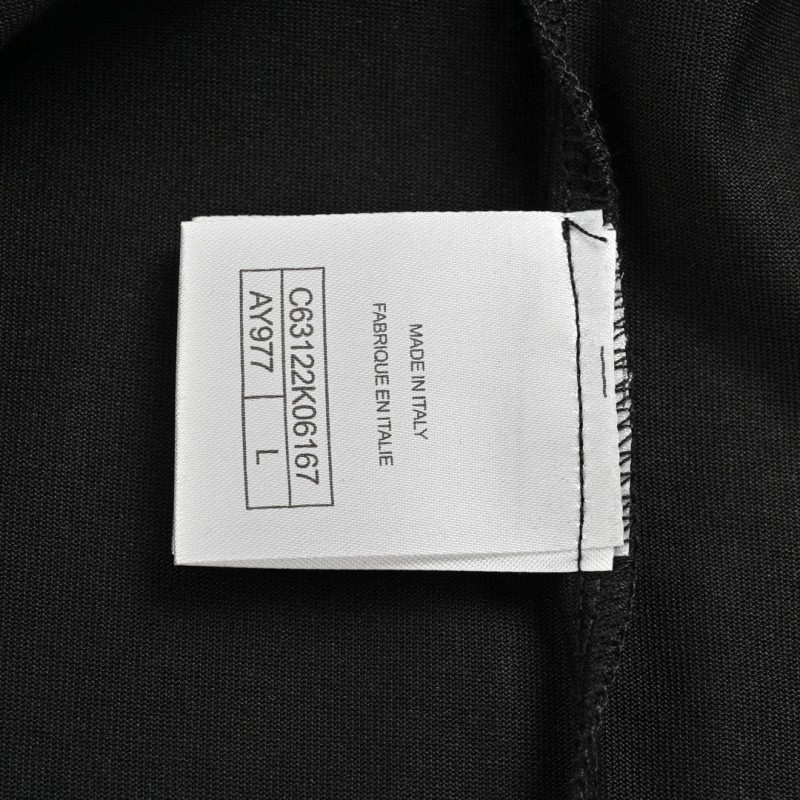 MADE IN ITALY
FABRIQUE EN ITALIE
C63122K06167
AY977 L